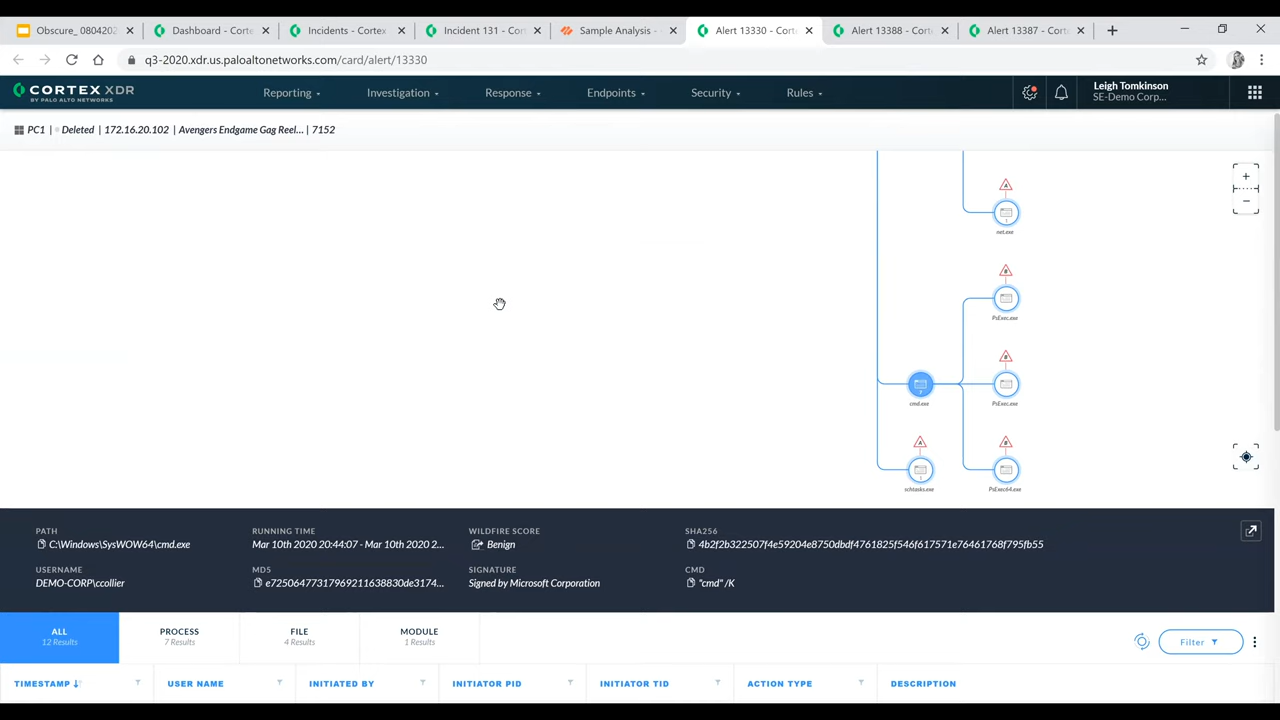 Obscure_ 0804202
Dashboard - Corte
Incidents - Cortex
Incident 131 - Cort
Sample Analysis -
Alert 13330 - Cort
Alert 13388 - Corte
Alert 13387 - Corte
q3-2020.xdr.us.paloaltonetworks.com/card/alert/13330
CORTEX XDR
BY PALO ALTO NETWORKS
Reporting
Investigation
Response
Endpoints
Security
Rules
Leigh Tomkinson
SE-Demo Corp...
PC1 | Deleted | 172.16.20.102 | Avengers Endgame Gag Reel... | 7152
net.exe
PsExec.exe
cmd.exe
PsExec.exe
schtasks.exe
PsExec64.exe
PATH
C:\Windows\SysWOW64\cmd.exe
RUNNING TIME
Mar 10th 2020 20:44:07 - Mar 10th 2020 2...
WILDFIRE SCORE
Benign
SHA256
4b2f2b322507f4e59204e8750dbdf4761825f546f617571e76461768f795fb55
USERNAME
DEMO-CORP\ccollier
MD5
e7250647731796921163883​0de3174...
SIGNATURE
Signed by Microsoft Corporation
CMD
"cmd" /K
ALL
12 Results
PROCESS
7 Results
FILE
4 Results
MODULE
1 Results
Filter
TIMESTAMP
USER NAME
INITIATED BY
INITIATOR PID
INITIATOR TID
ACTION TYPE
DESCRIPTION